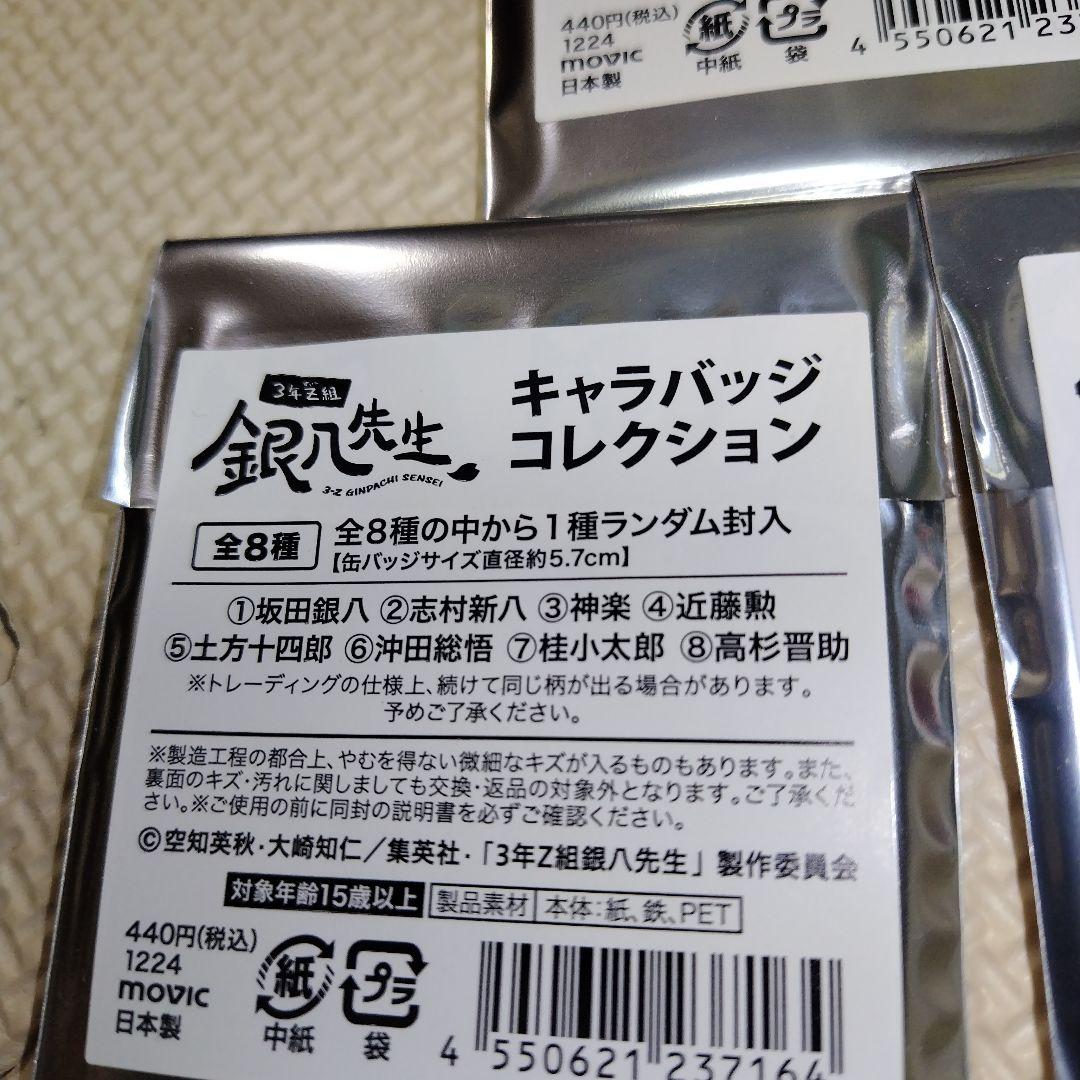 440円(税込)
1224
movic
日本製
紙
中紙
プラ
袋
4 550621 23
3年Z組
銀八先生
3-Z GINPACHI SENSEI
キャラバッジ
コレクション
全8種
全8種の中から1種ランダム封入
【缶バッジサイズ直径約5.7cm】
①坂田銀八 ②志村新八 ③神楽 ④近藤勲
⑤土方十四郎 ⑥沖田総悟 ⑦桂小太郎 ⑧高杉晋助
※トレーディングの仕様上、続けて同じ柄が出る場合があります。
予めご了承ください。
※製造工程の都合上、やむを得ない微細なキズが入るものもあります。また、
裏面のキズ・汚れに関しましても交換・返品の対象外となります。ご了承くだ
さい。※ご使用の前に同封の説明書を必ずご確認ください。
©空知英秋・大崎知仁／集英社・「3年Z組銀八先生」製作委員会
対象年齢15歳以上 製品素材 本体:紙、鉄、PET
440円(税込)
1224
movic
日本製
紙
中紙
プラ
袋
4 550621 237164